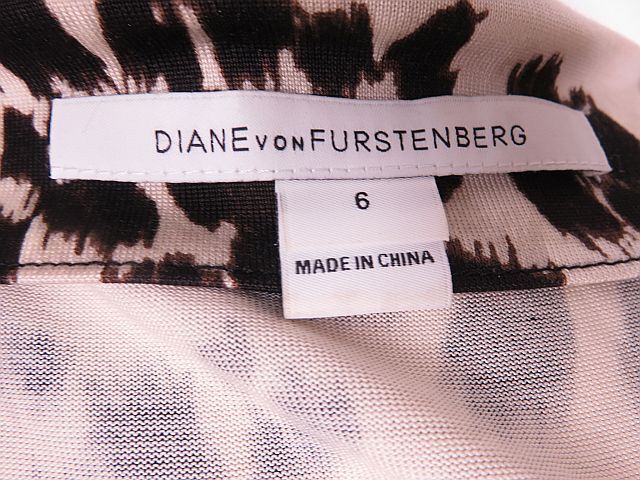 DIANE VON FURSTENBERG
6
MADE IN CHINA